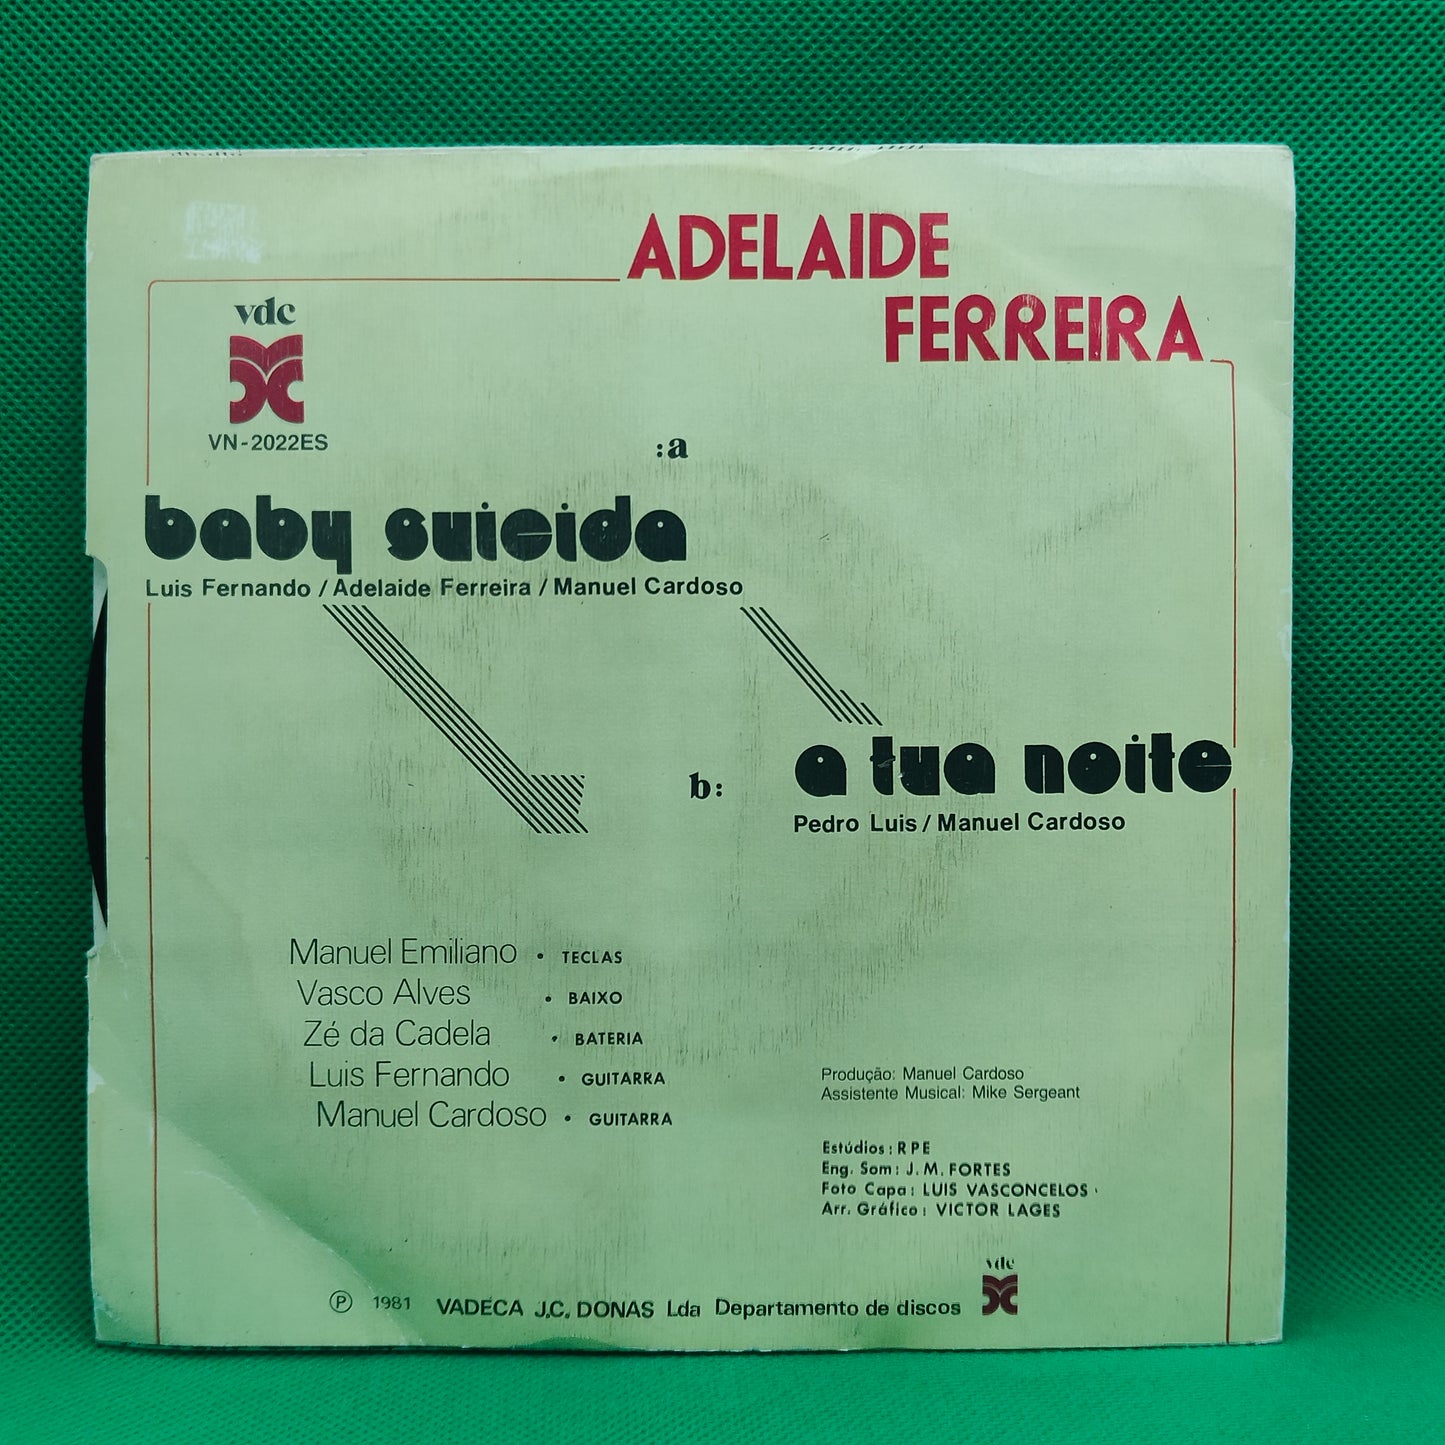 ADELAIDE
FERREIRA
vdc
VN-2022ES
:a
baby suicida
Luis Fernando / Adelaide Ferreira / Manuel Cardoso
b:
a tua noite
Pedro Luis / Manuel Cardoso
Manuel Emiliano • TECLAS
Vasco Alves • BAIXO
Zé da Cadela • BATERIA
Luis Fernando • GUITARRA
Manuel Cardoso • GUITARRA
Produção: Manuel Cardoso
Assistente Musical: Mike Sergeant
Estúdios: RPE
Eng. Som: J. M. FORTES
Foto Capa: LUIS VASCONCELOS
Arr. Gráfico: VICTOR LAGES
vdc
Ⓟ 1981 VADECA J.C. DONAS Lda Departamento de discos